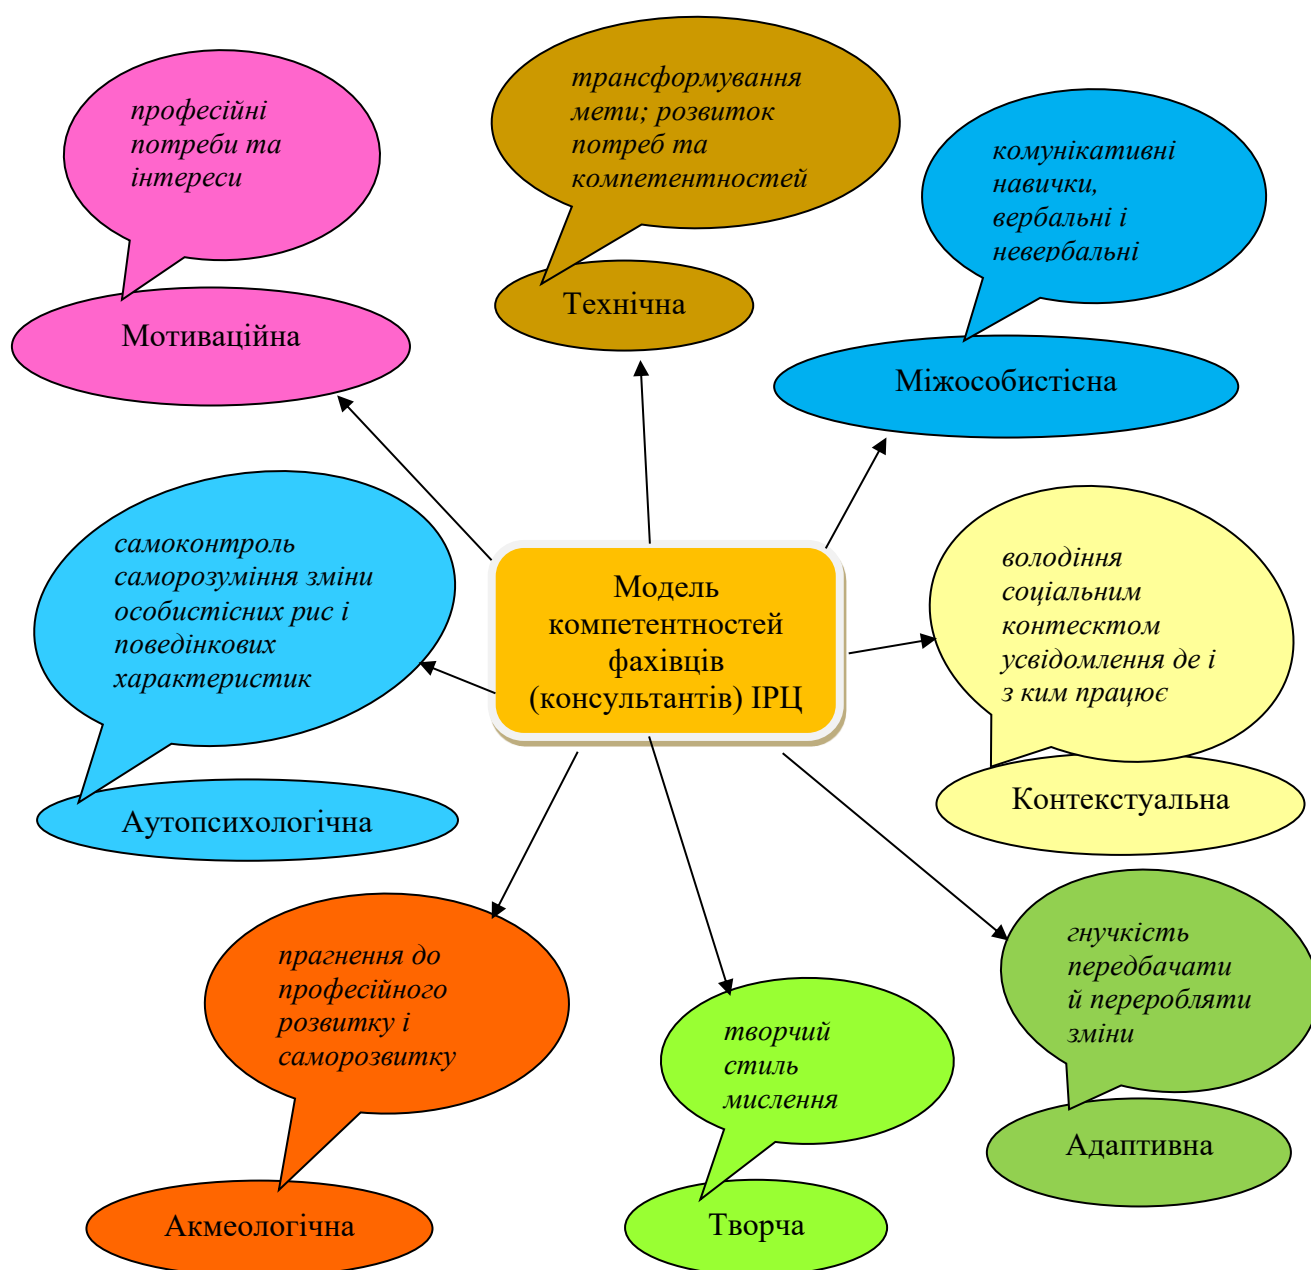 професійні
потреби та
інтереси
Мотиваційна
трансформування
мети; розвиток
потреб та
компетентностей
Технічна
комунікативні
навички,
вербальні і
невербальні
Міжособистісна
самоконтроль
саморозуміння зміни
особистісних рис і
поведінкових
характеристик
Аутопсихологічна
Модель
компетентностей
фахівців
(консультантів) ІРЦ
володіння
соціальним
контесктом
усвідомлення де і
з ким працює
Контекстуальна
прагнення до
професійного
розвитку і
саморозвитку
Акмеологічна
творчий
стиль
мислення
Творча
гнучкість
передбачати
й переробляти
зміни
Адаптивна